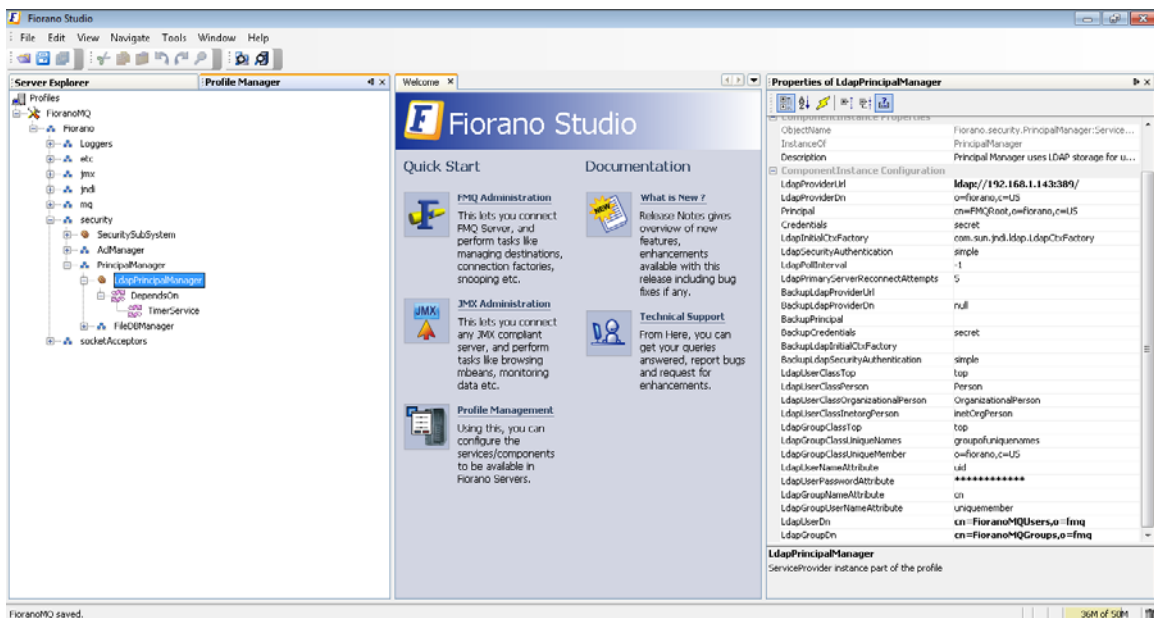 Fiorano Studio
File Edit View Navigate Tools Window Help
Server Explorer
Profile Manager
Profiles
FioranoMQ
Fiorano
Loggers
etc
jmx
jndi
mq
security
SecuritySubSystem
AclManager
PrincipalManager
LdapPrincipalManager
DependsOn
TimerService
FileDBManager
socketAcceptors
Welcome
Fiorano Studio
Quick Start
FMQ Administration
This lets you connect
FMQ Server, and
perform tasks like
managing destinations,
connection factories,
snooping etc.
JMX
JMX Administration
This lets you connect
any JMX compliant
server, and perform
tasks like browsing
mbeans, monitoring
data etc.
Profile Management
Using this, you can
configure the
services/components
to be available in
Fiorano Servers.
Documentation
NEW
What is New ?
Release Notes gives
overview of new
features,
enhancements
available with this
release including bug
fixes if any.
Technical Support
From Here, you can
get your queries
answered, report bugs
and request for
enhancements.
Properties of LdapPrincipalManager
ComponentInstance Properties
ObjectName Fiorano.security.PrincipalManager:Service...
InstanceOf PrincipalManager
Description Principal Manager uses LDAP storage for u...
ComponentInstance Configuration
LdapProviderUrl ldap://192.168.1.143:389/
LdapProviderDn o=fiorano,c=US
Principal cn=FMQRoot,o=fiorano,c=US
Credentials secret
LdapInitialCtxFactory com.sun.jndi.ldap.LdapCtxFactory
LdapSecurityAuthentication simple
LdapPollInterval -1
LdapPrimaryServerReconnectAttempts 5
BackupLdapProviderUrl
BackupLdapProviderDn null
BackupPrincipal
BackupCredentials secret
BackupLdapInitialCtxFactory
BackupLdapSecurityAuthentication simple
LdapUserClassTop top
LdapUserClassPerson Person
LdapUserClassOrganizationalPerson OrganizationalPerson
LdapUserClassInetorgPerson inetOrgPerson
LdapGroupClassTop top
LdapGroupClassUniqueNames groupofuniquenames
LdapGroupClassUniqueMember o=fiorano,c=US
LdapUserNameAttribute uid
LdapUserPasswordAttribute ************
LdapGroupNameAttribute cn
LdapGroupUserNameAttribute uniquemember
LdapUserDn cn=FioranoMQUsers,o=fmq
LdapGroupDn cn=FioranoMQGroups,o=fmq
LdapPrincipalManager
ServiceProvider instance part of the profile
FioranoMQ saved.
36M of 50M